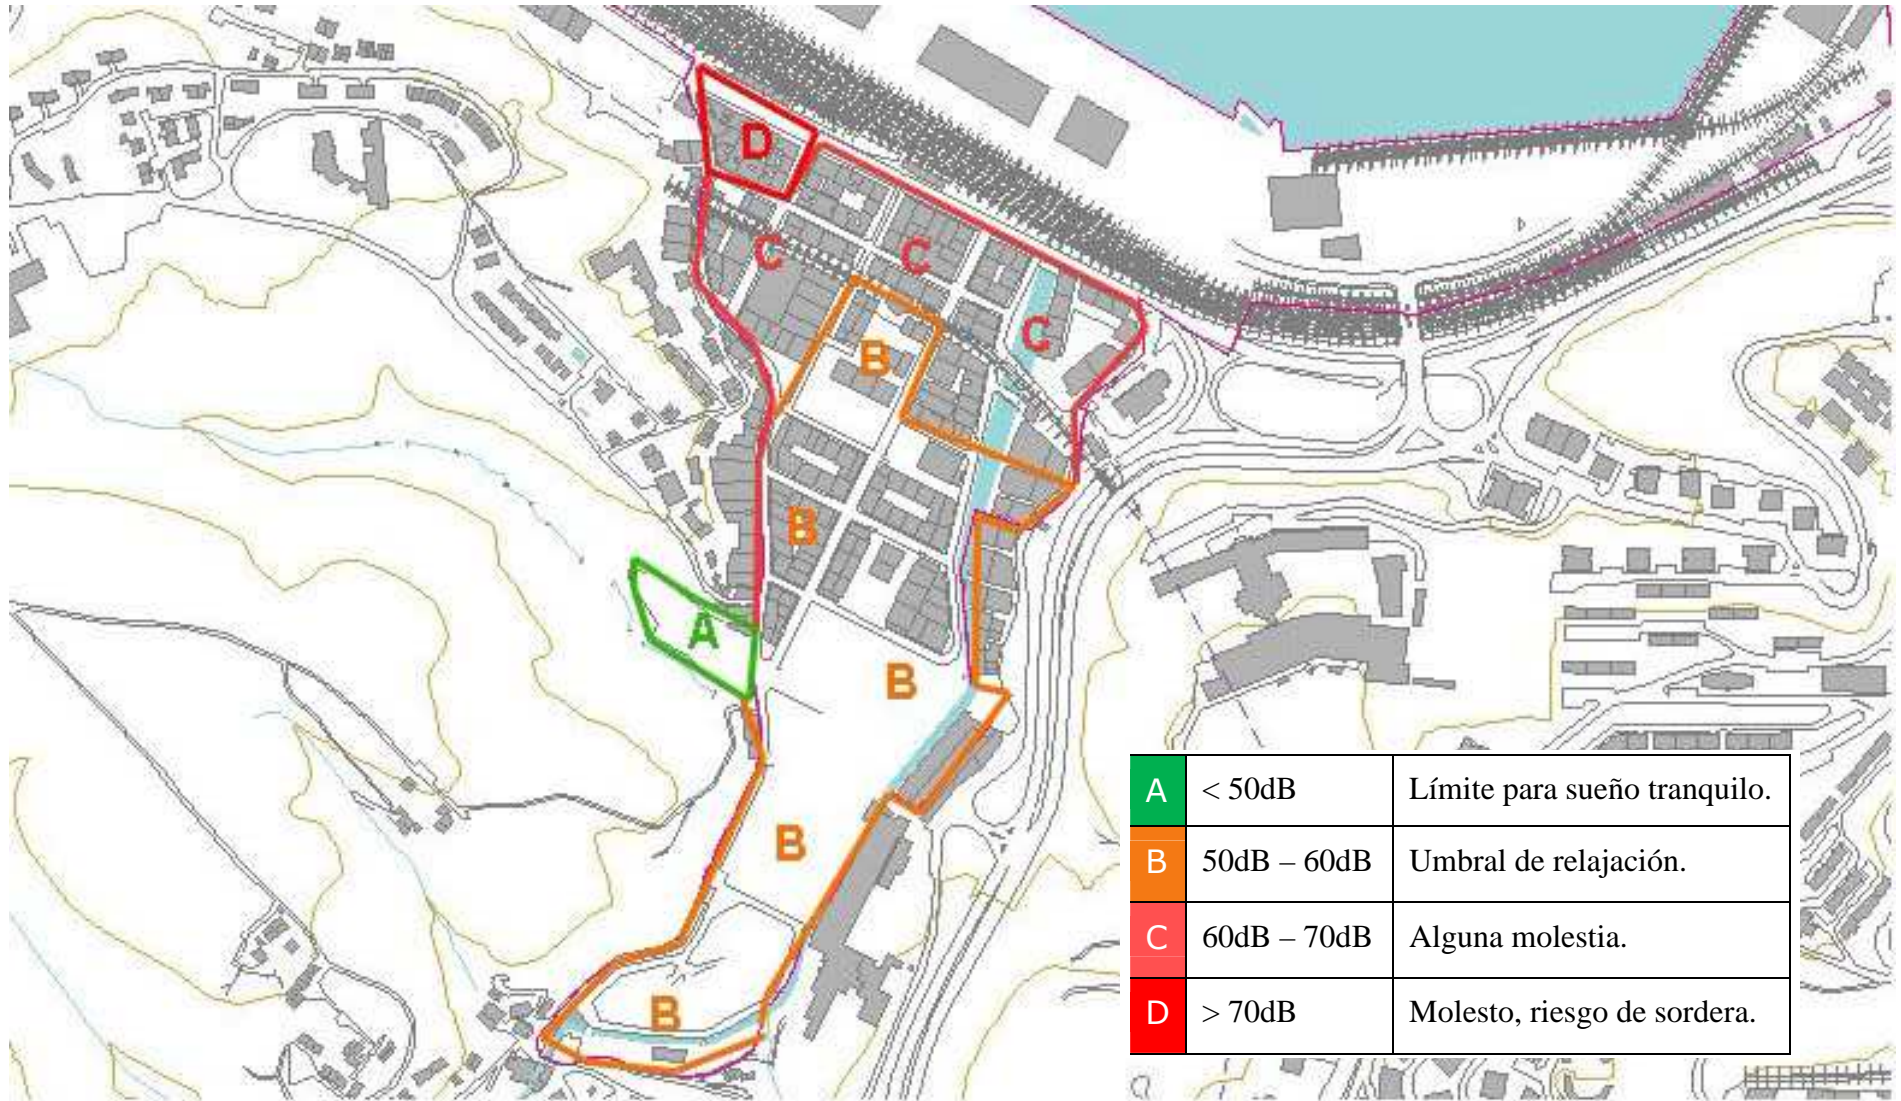 D
C
C
C
B
B
A
B
B
B
A < 50dB Límite para sueño tranquilo.
B 50dB – 60dB Umbral de relajación.
C 60dB – 70dB Alguna molestia.
D > 70dB Molesto, riesgo de sordera.